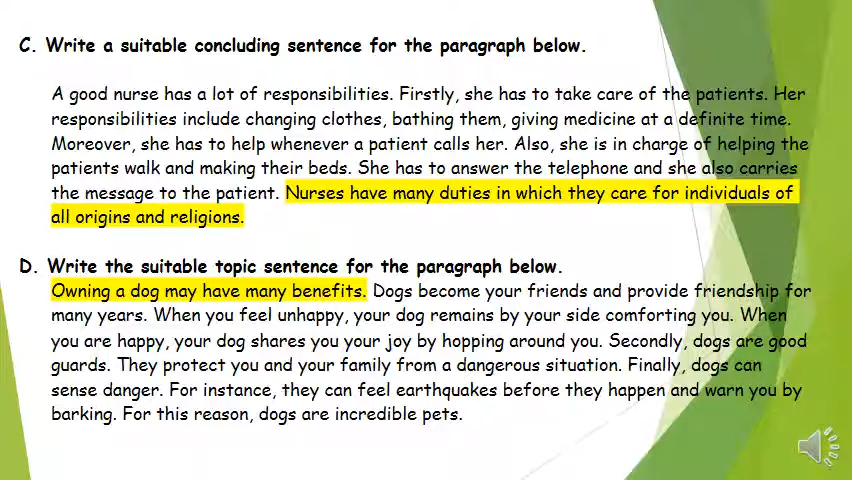 C. Write a suitable concluding sentence for the paragraph below.
A good nurse has a lot of responsibilities. Firstly, she has to take care of the patients. Her
responsibilities include changing clothes, bathing them, giving medicine at a definite time.
Moreover, she has to help whenever a patient calls her. Also, she is in charge of helping the
patients walk and making their beds. She has to answer the telephone and she also carries
the message to the patient. Nurses have many duties in which they care for individuals of
all origins and religions.
D. Write the suitable topic sentence for the paragraph below.
Owning a dog may have many benefits. Dogs become your friends and provide friendship for
many years. When you feel unhappy, your dog remains by your side comforting you. When
you are happy, your dog shares you your joy by hopping around you. Secondly, dogs are good
guards. They protect you and your family from a dangerous situation. Finally, dogs can
sense danger. For instance, they can feel earthquakes before they happen and warn you by
barking. For this reason, dogs are incredible pets.